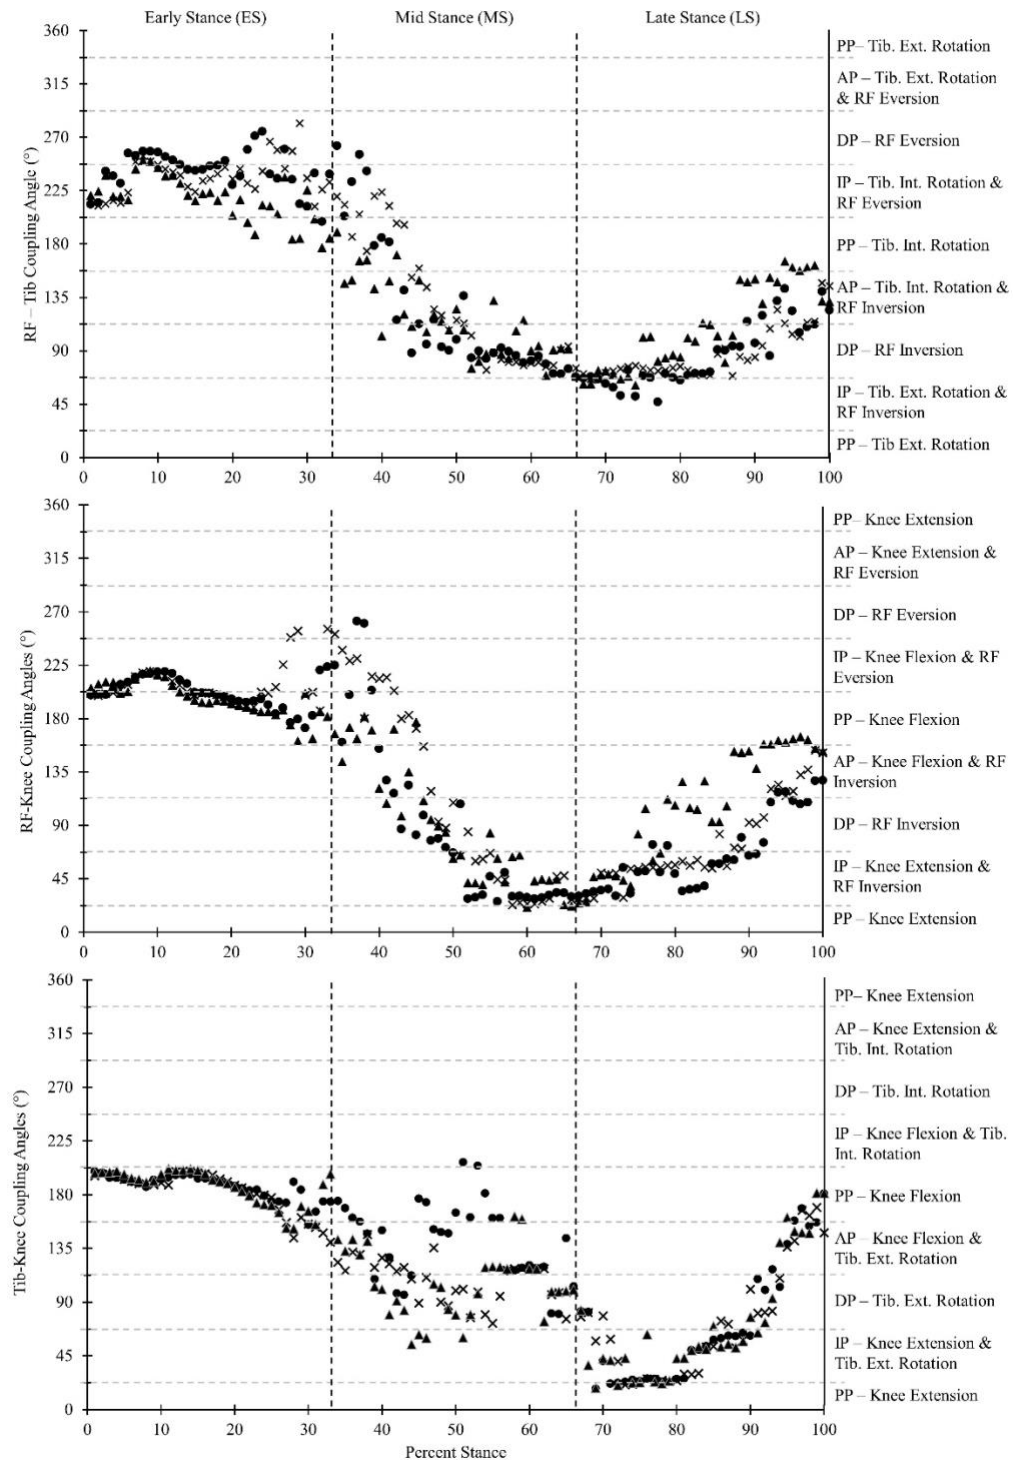 Early Stance (ES) Mid Stance (MS) Late Stance (LS)
360
315
270
225
180
135
90
45
0
RF – Tib Coupling Angle (°)
PP– Tib. Ext. Rotation
AP – Tib. Ext. Rotation
& RF Eversion
DP – RF Eversion
IP – Tib. Int. Rotation &
RF Eversion
PP – Tib. Int. Rotation
AP – Tib. Int. Rotation &
RF Inversion
DP – RF Inversion
IP – Tib. Ext. Rotation &
RF Inversion
PP – Tib Ext. Rotation
0 10 20 30 40 50 60 70 80 90 100
360
315
270
225
180
135
90
45
0
RF-Knee Coupling Angles (°)
PP– Knee Extension
AP – Knee Extension &
RF Eversion
DP – RF Eversion
IP – Knee Flexion & RF
Eversion
PP – Knee Flexion
AP – Knee Flexion & RF
Inversion
DP – RF Inversion
IP – Knee Extension &
RF Inversion
PP – Knee Extension
0 10 20 30 40 50 60 70 80 90 100
360
315
270
225
180
135
90
45
0
Tib-Knee Coupling Angles (°)
PP– Knee Extension
AP – Knee Extension &
Tib. Int. Rotation
DP – Tib. Int. Rotation
IP – Knee Flexion & Tib.
Int. Rotation
PP – Knee Flexion
AP – Knee Flexion &
Tib. Ext. Rotation
DP – Tib. Ext. Rotation
IP – Knee Extension &
Tib. Ext. Rotation
PP – Knee Extension
0 10 20 30 40 50 60 70 80 90 100
Percent Stance